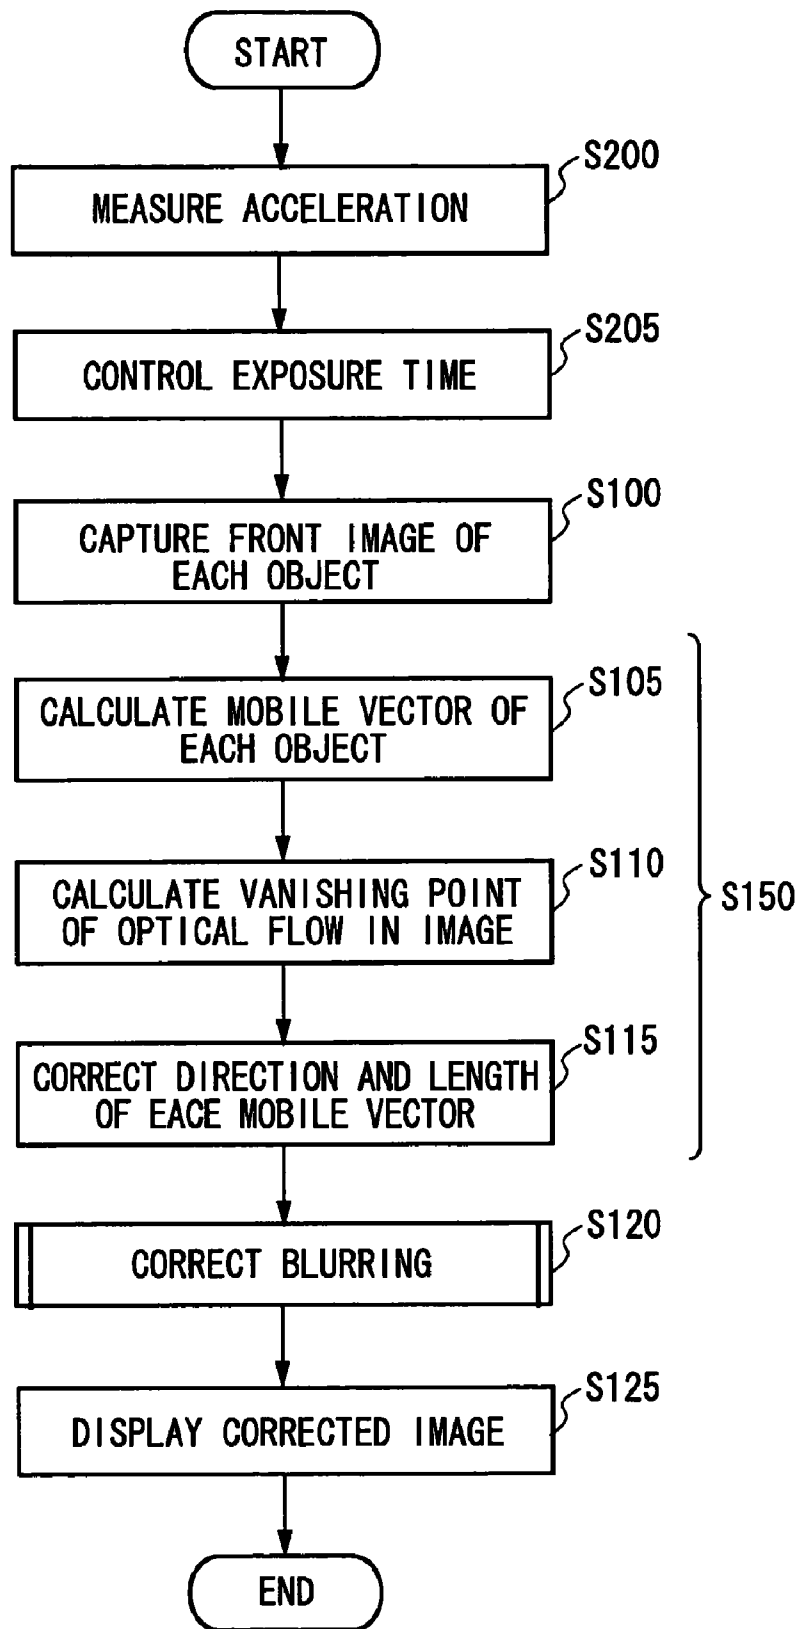 START
S200
MEASURE ACCELERATION
S205
CONTROL EXPOSURE TIME
S100
CAPTURE FRONT IMAGE OF
EACH OBJECT
S105
CALCULATE MOBILE VECTOR OF
EACH OBJECT
S110
CALCULATE VANISHING POINT
OF OPTICAL FLOW IN IMAGE
S150
S115
CORRECT DIRECTION AND LENGTH
OF EACE MOBILE VECTOR
S120
CORRECT BLURRING
S125
DISPLAY CORRECTED IMAGE
END